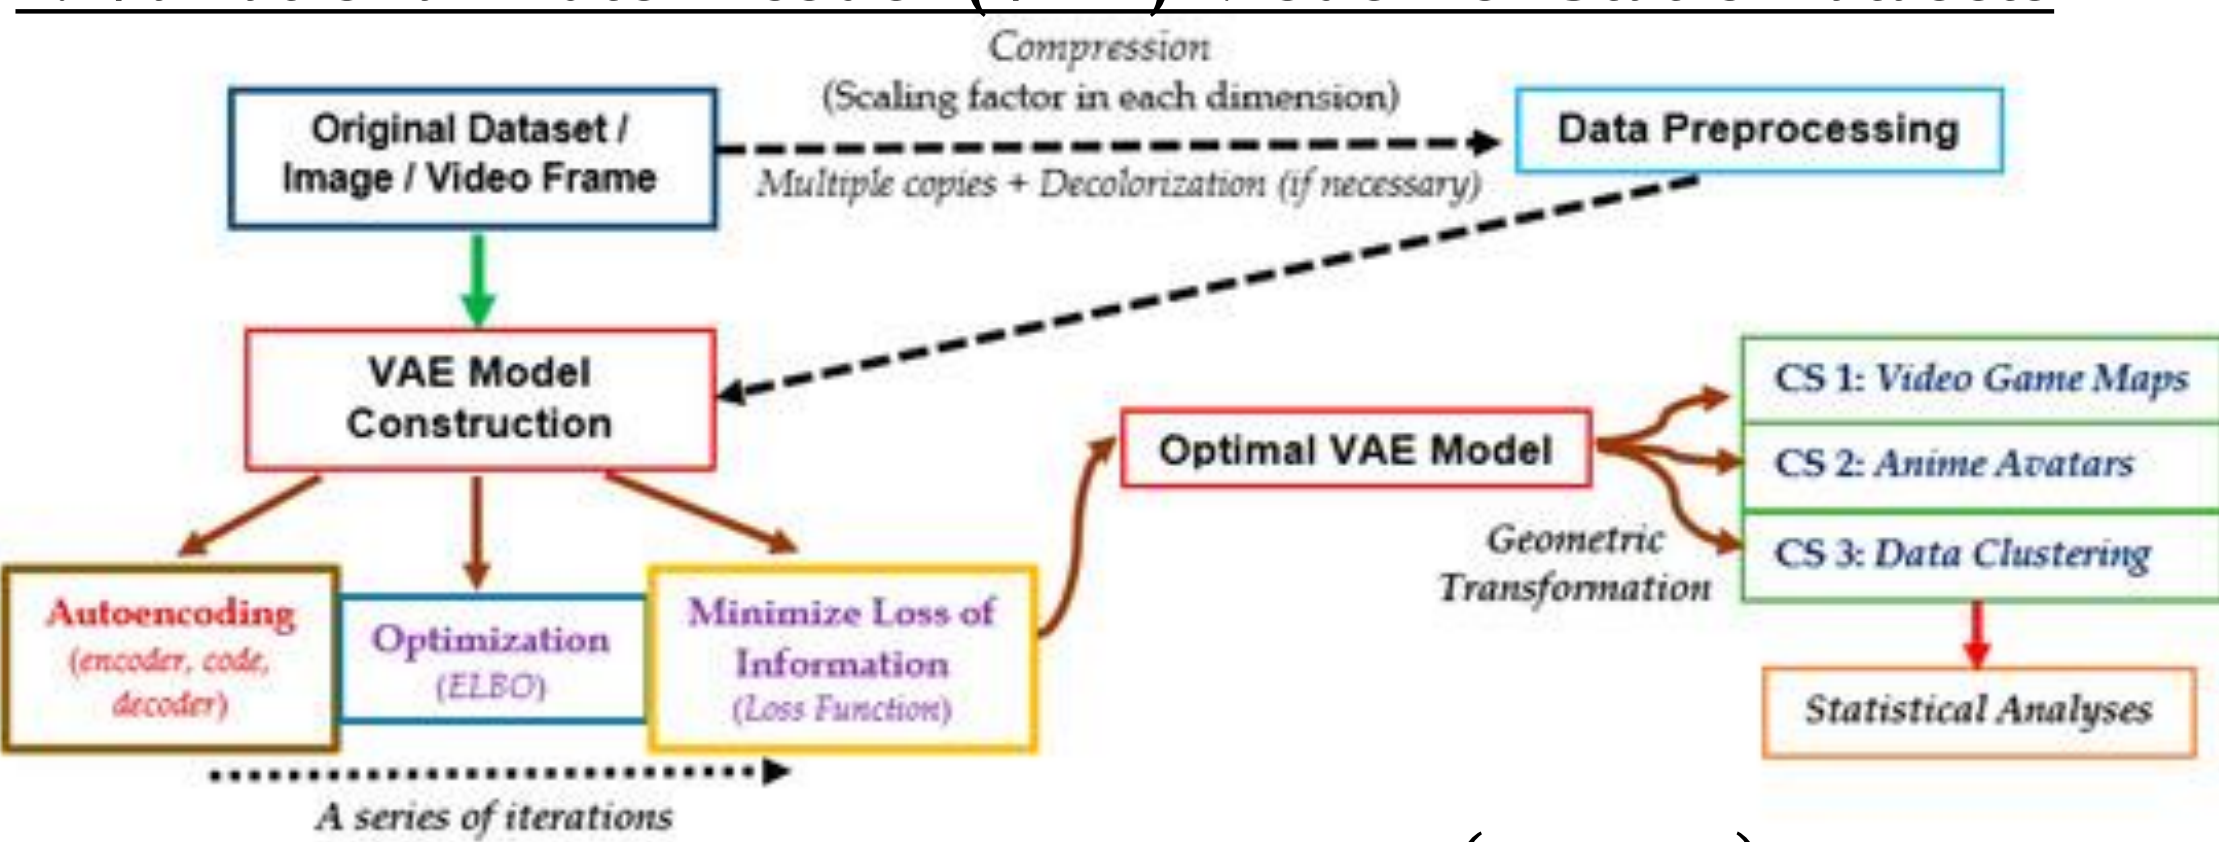 Compression
(Scaling factor in each dimension)
Original Dataset /
Image / Video Frame
Data Preprocessing
Multiple copies + Decolorization (if necessary)
VAE Model
Construction
CS 1: Video Game Maps
Optimal VAE Model
CS 2: Anime Avatars
CS 3: Data Clustering
Geometric
Transformation
Autoencoding
(encoder, code,
decoder)
Optimization
(ELBO)
Minimize Loss of
Information
(Loss Function)
Statistical Analyses
A series of iterations